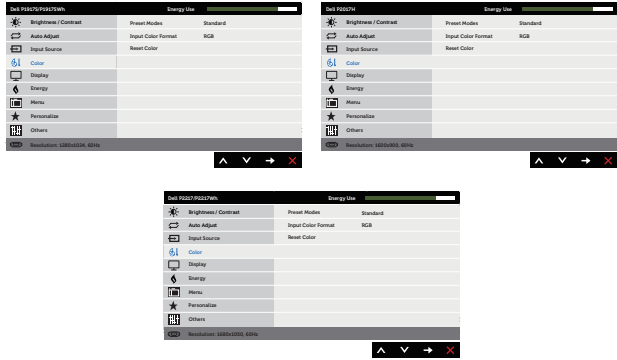 Dell P1917S/P1917SWh Energy Use
Brightness / Contrast Preset Modes Standard
Auto Adjust Input Color Format RGB
Input Source Reset Color
Color
Display
Energy
Menu
Personalize
Others
Resolution: 1280x1024, 60Hz
Dell P2017H Energy Use
Brightness / Contrast Preset Modes Standard
Auto Adjust Input Color Format RGB
Input Source Reset Color
Color
Display
Energy
Menu
Personalize
Others
Resolution: 1600x900, 60Hz
Dell P2217/P2217Wh Energy Use
Brightness / Contrast Preset Modes Standard
Auto Adjust Input Color Format RGB
Input Source Reset Color
Color
Display
Energy
Menu
Personalize
Others
Resolution: 1680x1050, 60Hz